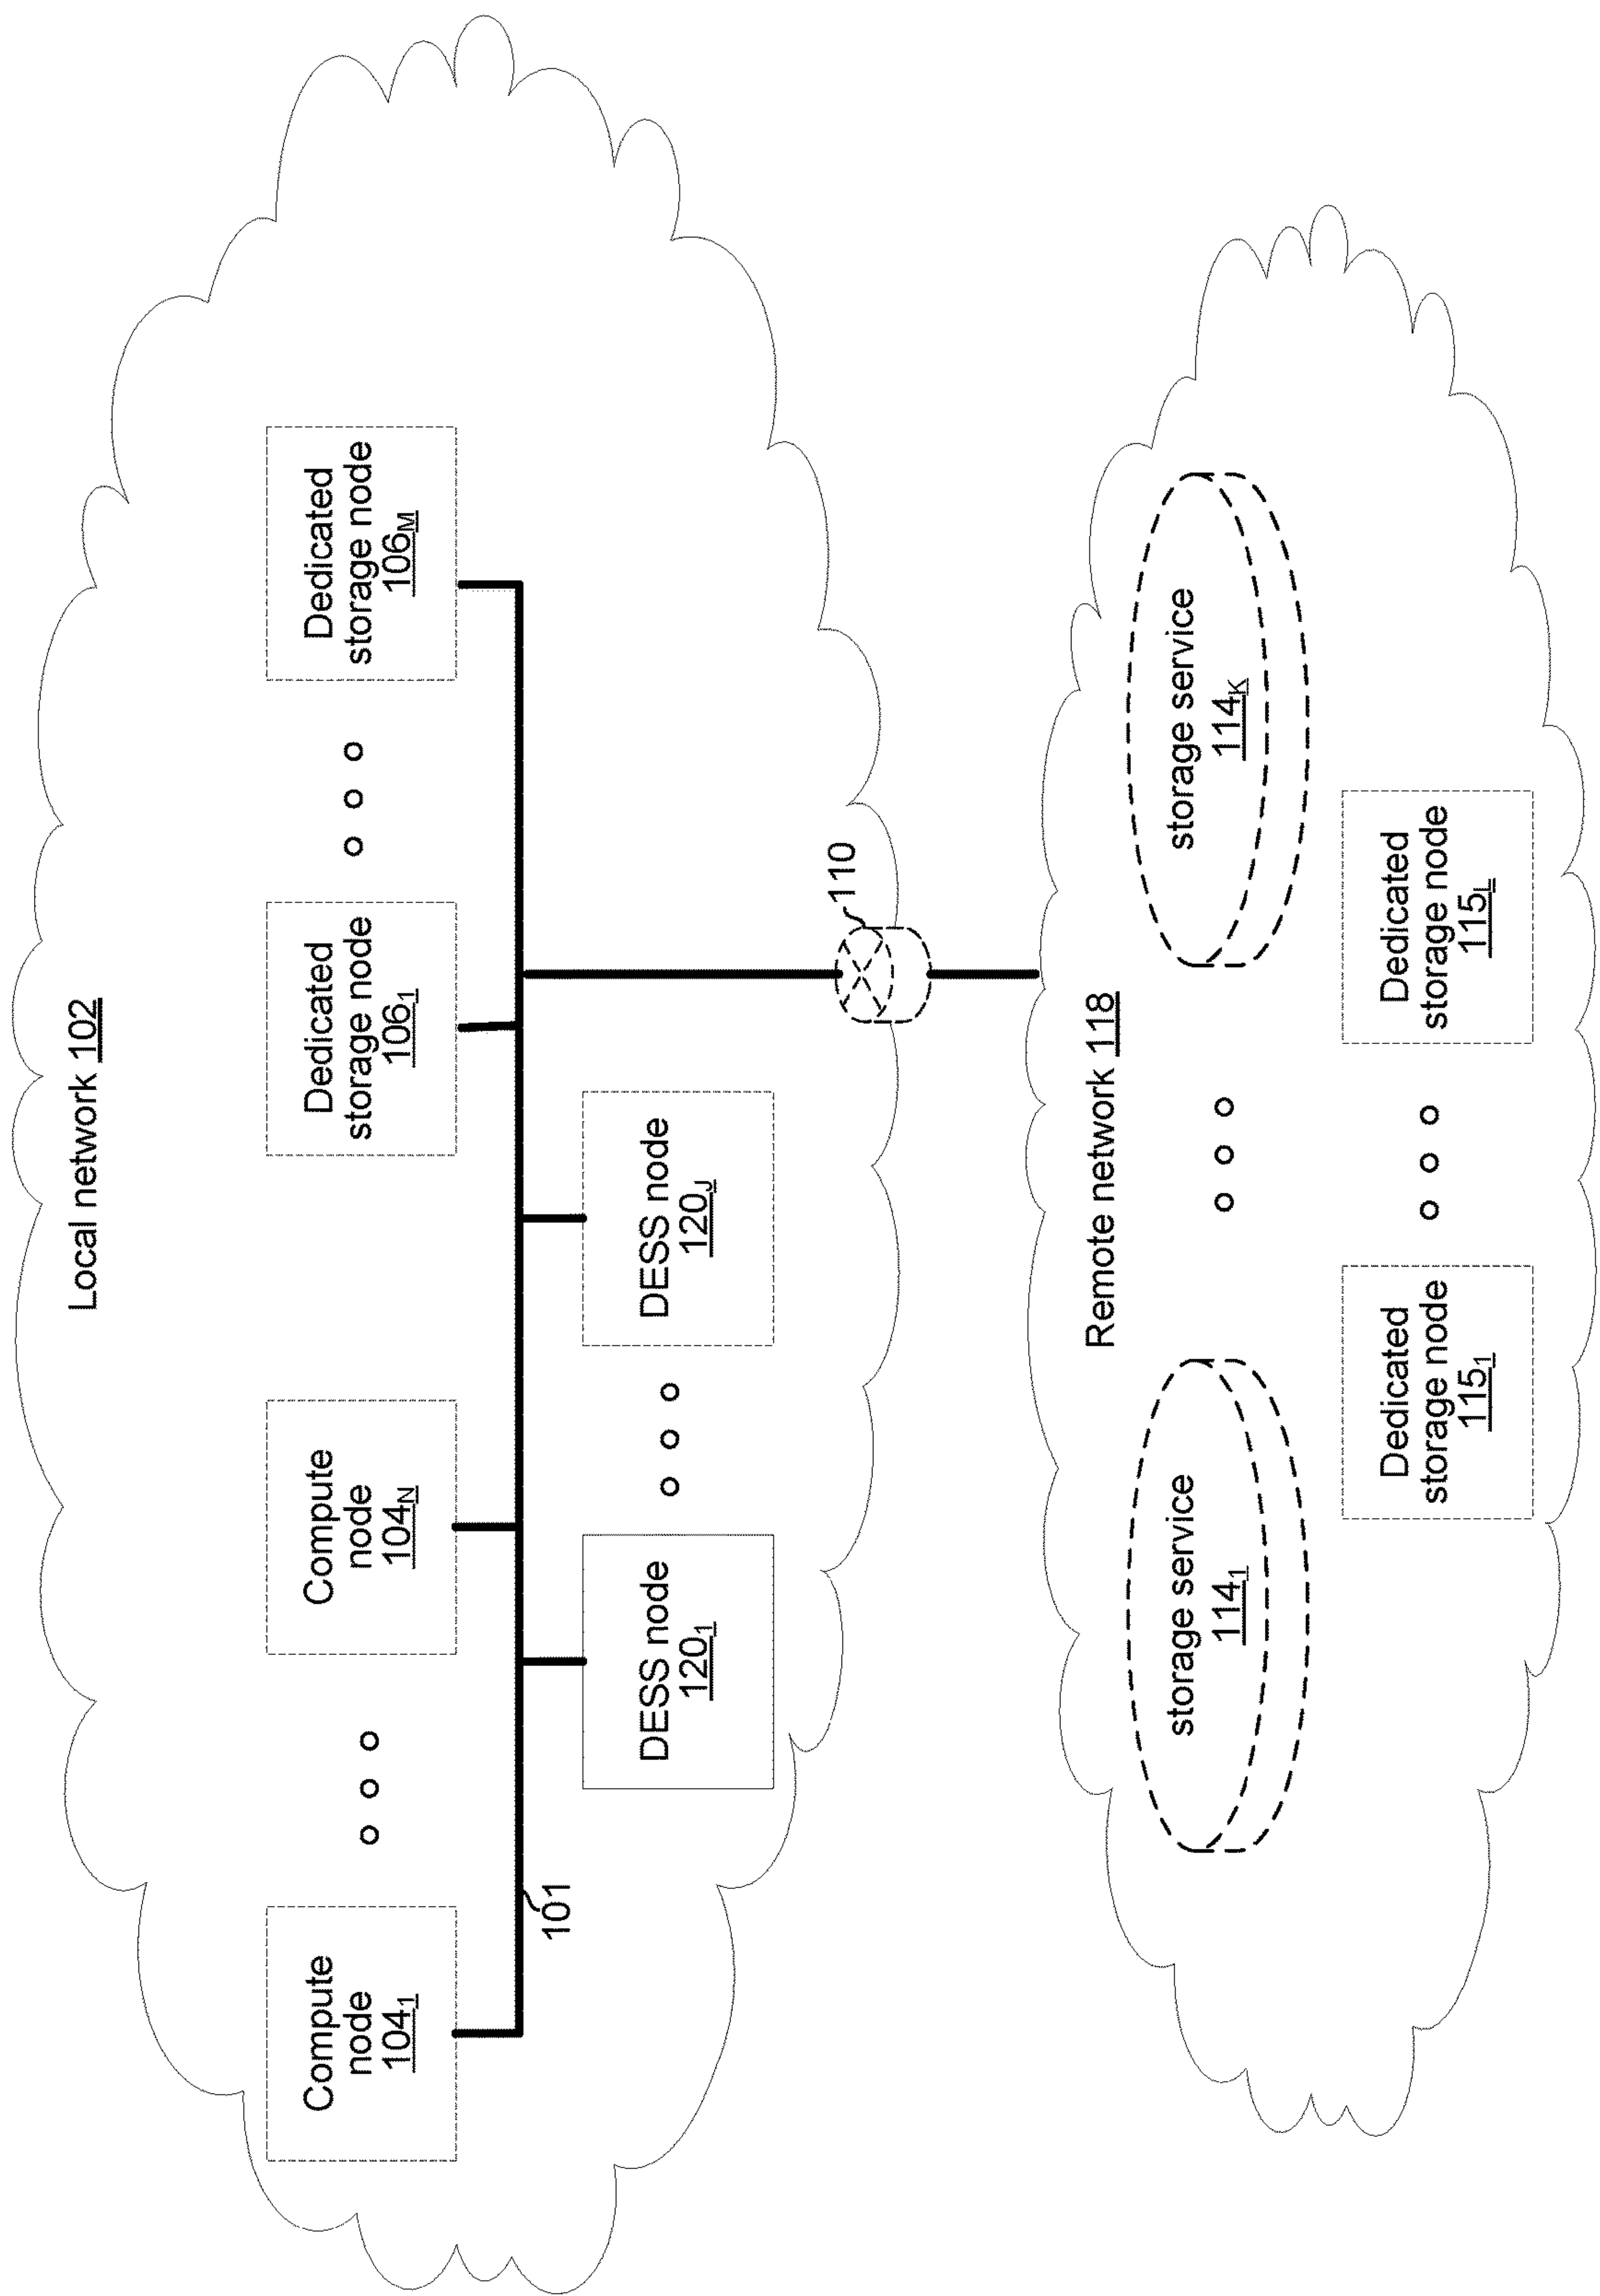 Local network 102
Compute
node
104₁
Compute
node
104N
Dedicated
storage node
106₁
Dedicated
storage node
106M
101
DESS node
120₁
DESS node
120J
110
Remote network 118
storage service
114₁
storage service
114K
Dedicated
storage node
115₁
Dedicated
storage node
115L